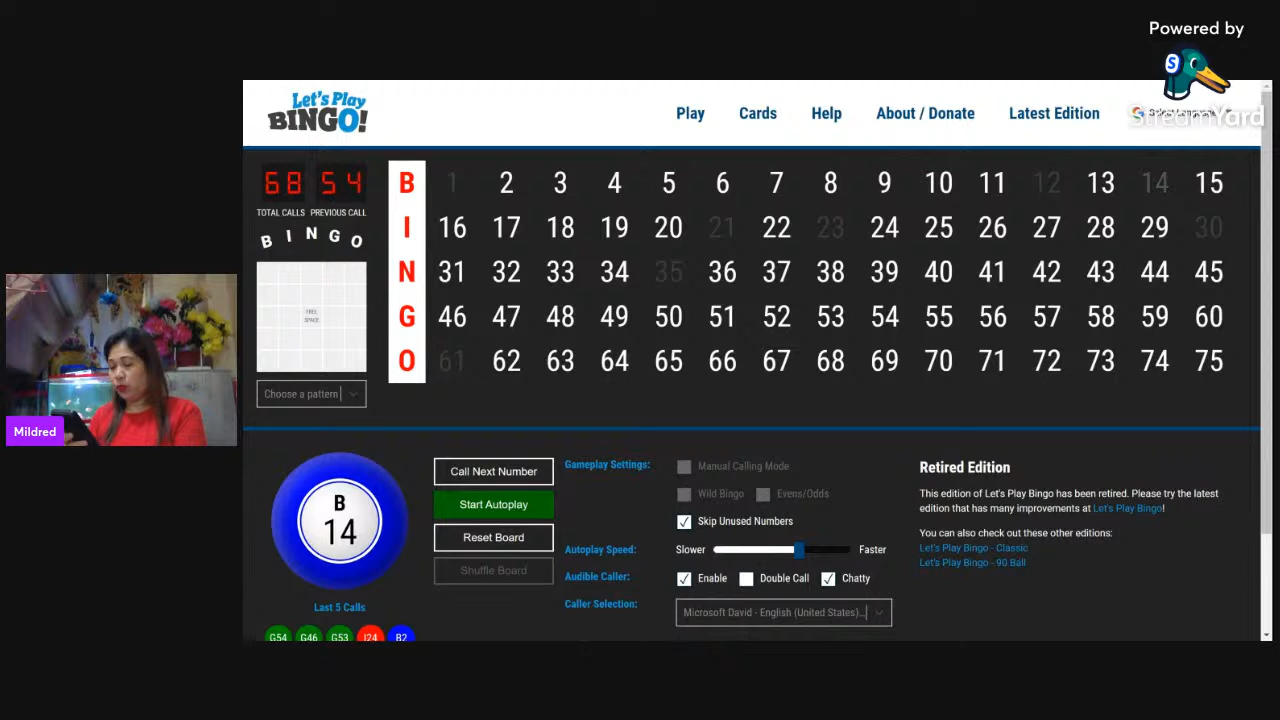 Powered by
StreamYard
Let's Play
BINGO!
Play Cards Help About / Donate Latest Edition Select Language
68 54
TOTAL CALLS PREVIOUS CALL
B I N G O
FREE
SPACE
Choose a pattern
B 1 2 3 4 5 6 7 8 9 10 11 12 13 14 15
I 16 17 18 19 20 21 22 23 24 25 26 27 28 29 30
N 31 32 33 34 35 36 37 38 39 40 41 42 43 44 45
G 46 47 48 49 50 51 52 53 54 55 56 57 58 59 60
O 61 62 63 64 65 66 67 68 69 70 71 72 73 74 75
Mildred
B
14
Last 5 Calls
G54 G46 G53 I24 B2
Call Next Number
Start Autoplay
Reset Board
Shuffle Board
Gameplay Settings:
Manual Calling Mode
Wild Bingo Evens/Odds
Skip Unused Numbers
Autoplay Speed: Slower Faster
Audible Caller: Enable Double Call Chatty
Caller Selection: Microsoft David - English (United States)...
Retired Edition
This edition of Let's Play Bingo has been retired. Please try the latest
edition that has many improvements at Let's Play Bingo!
You can also check out these other editions:
Let's Play Bingo - Classic
Let's Play Bingo - 90 Ball